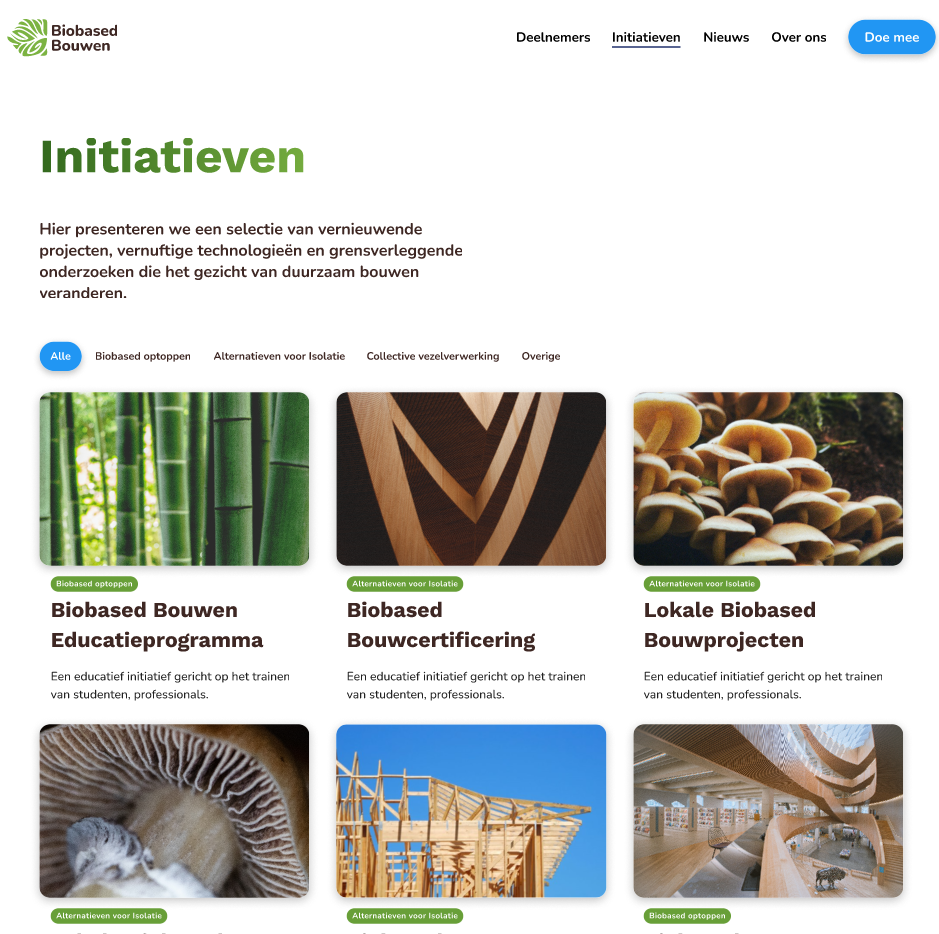 Biobased
Bouwen
Deelnemers
Initiatieven
Nieuws
Over ons
Doe mee
Initiatieven
Hier presenteren we een selectie van vernieuwende
projecten, vernuftige technologieën en grensverleggende
onderzoeken die het gezicht van duurzaam bouwen
veranderen.
Alle
Biobased optoppen
Alternatieven voor Isolatie
Collective vezelverwerking
Overige
Biobased optoppen
Biobased Bouwen
Educatieprogramma
Een educatief initiatief gericht op het trainen
van studenten, professionals.
Alternatieven voor Isolatie
Biobased
Bouwcertificering
Een educatief initiatief gericht op het trainen
van studenten, professionals.
Alternatieven voor Isolatie
Lokale Biobased
Bouwprojecten
Een educatief initiatief gericht op het trainen
van studenten, professionals.
Alternatieven voor Isolatie
Alternatieven voor Isolatie
Biobased optoppen